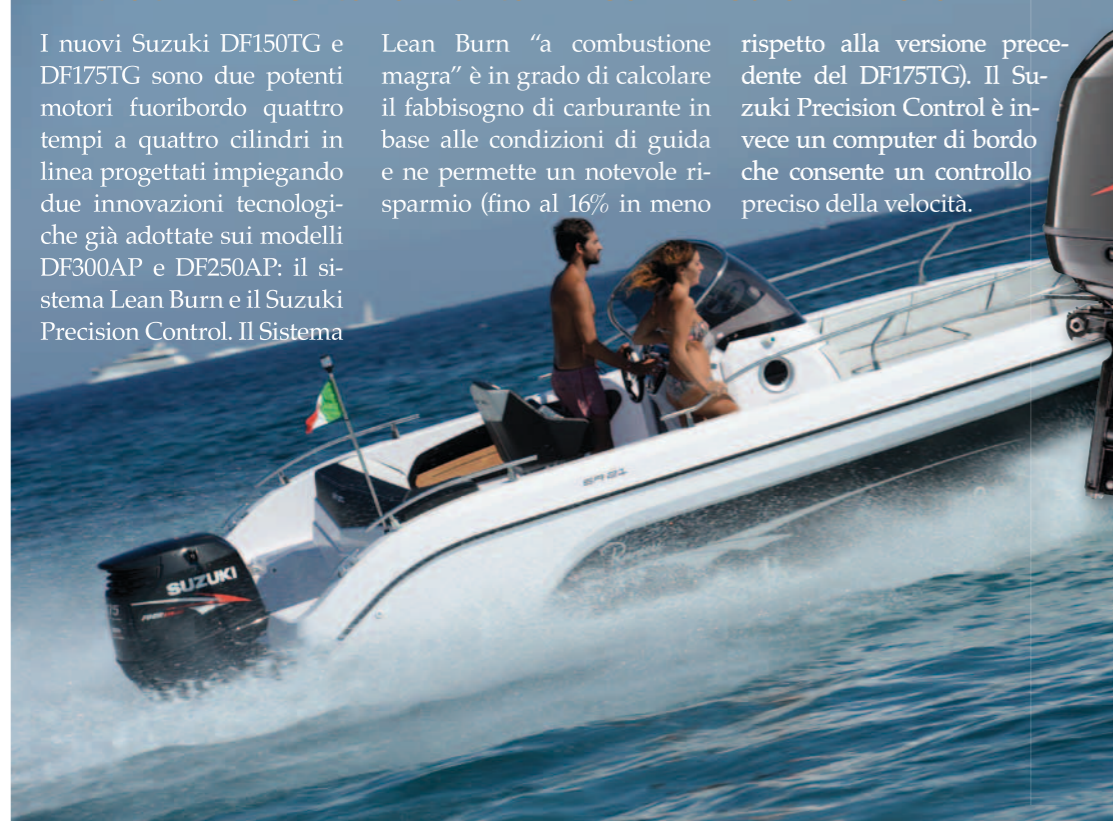 I nuovi Suzuki DF150TG e
DF175TG sono due potenti
motori fuoribordo quattro
tempi a quattro cilindri in
linea progettati impiegando
due innovazioni tecnologi-
che già adottate sui modelli
DF300AP e DF250AP: il si-
stema Lean Burn e il Suzuki
Precision Control. Il Sistema
Lean Burn “a combustione
magra” è in grado di calcolare
il fabbisogno di carburante in
base alle condizioni di guida
e ne permette un notevole ri-
sparmio (fino al 16% in meno
rispetto alla versione prece-
dente del DF175TG). Il Su-
zuki Precision Control è in-
vece un computer di bordo
che consente un controllo
preciso della velocità.
SUZUKI